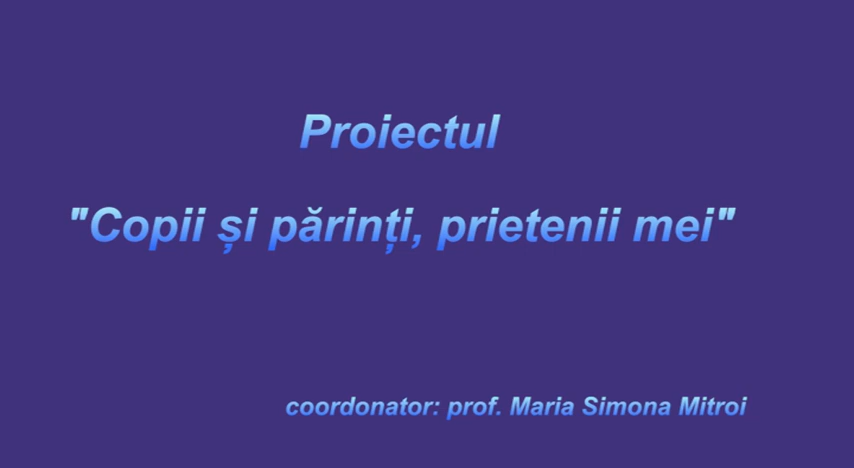 Proiectul
"Copii și părinți, prietenii mei"
coordonator: prof. Maria Simona Mitroi